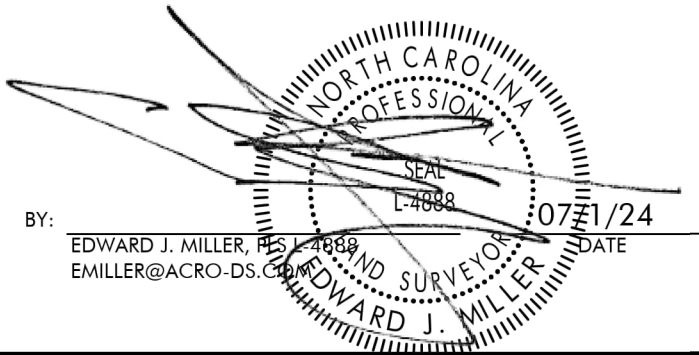 NORTH CAROLINA
PROFESSIONAL
SEAL
L-4888
LAND SURVEYOR
EDWARD J. MILLER
BY:
07/1/24
EDWARD J. MILLER, PLS L-4888
DATE
EMILLER@ACRO-DS.COM